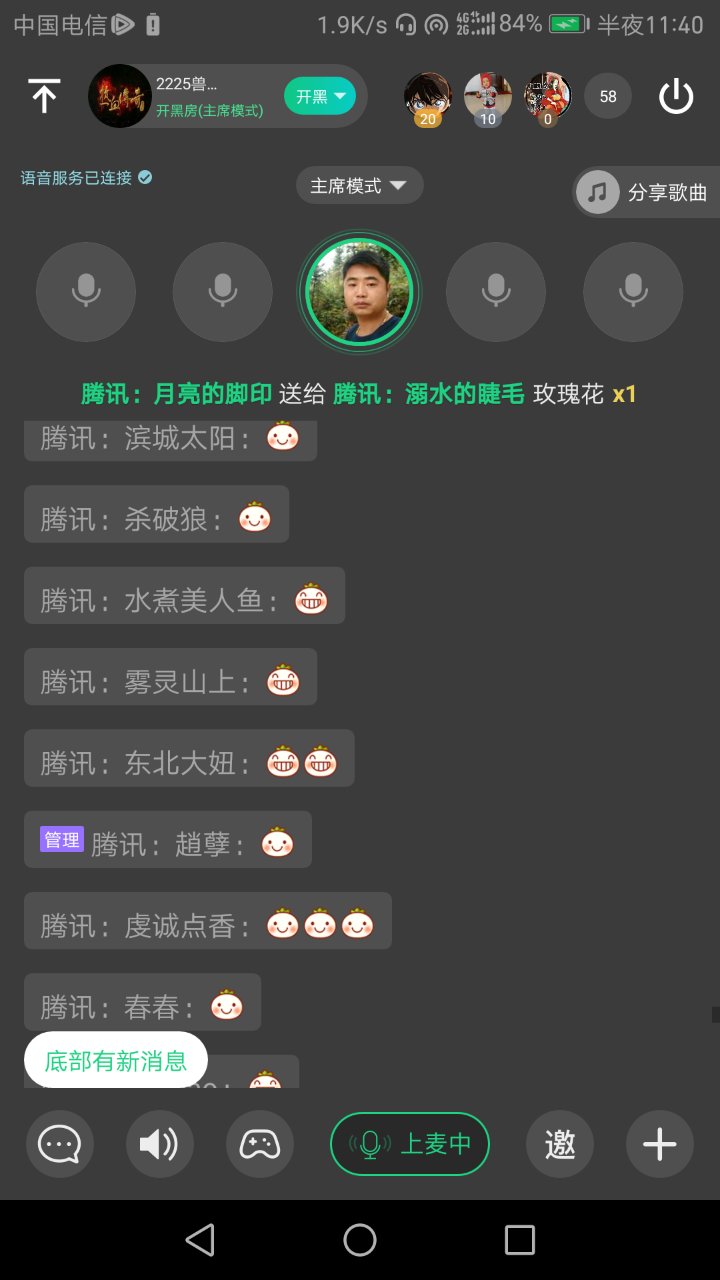 中国电信 1.9K/s 4G 2G 84% 半夜11:40
2225兽...
开黑房(主席模式)
开黑
20 10 0 58
语音服务已连接
主席模式
分享歌曲
腾讯：月亮的脚印 送给 腾讯：溺水的睫毛 玫瑰花 x1
腾讯：滨城太阳：
腾讯：杀破狼：
腾讯：水煮美人鱼：
腾讯：雾灵山上：
腾讯：东北大妞：
管理 腾讯：趙孽：
腾讯：虔诚点香：
腾讯：春春：
底部有新消息
上麦中
邀